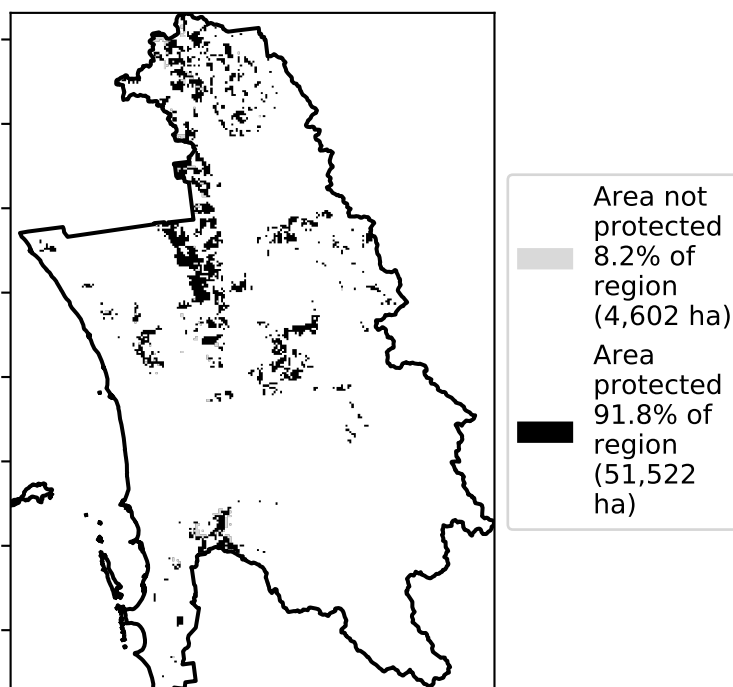 Area not
protected
8.2% of
region
(4,602 ha)
Area
protected
91.8% of
region
(51,522
ha)